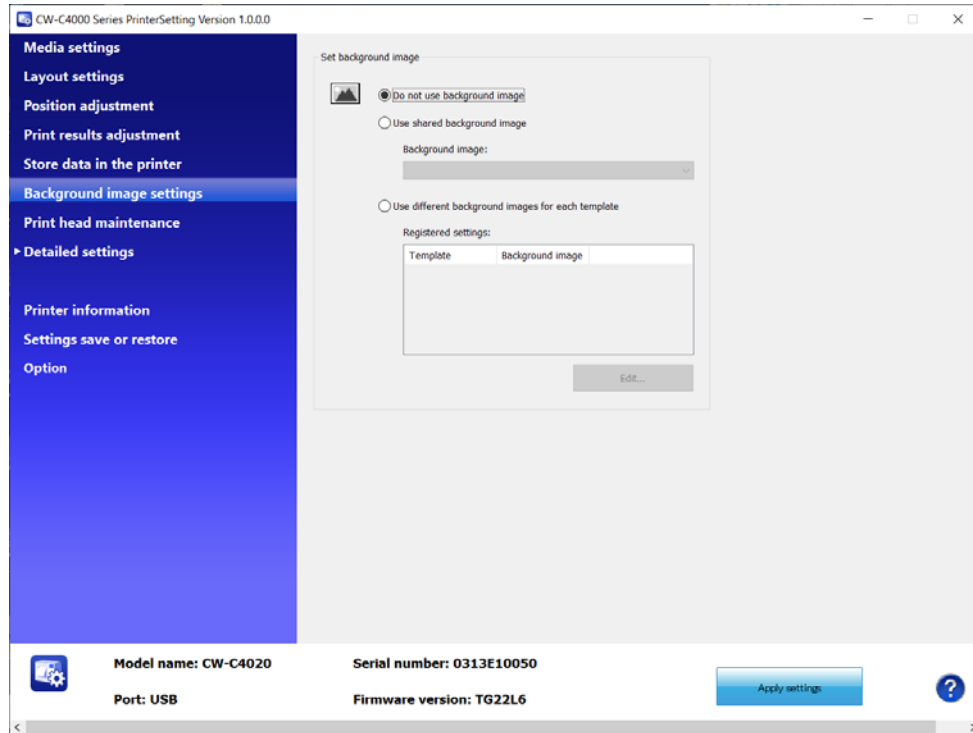 CW-C4000 Series PrinterSetting Version 1.0.0.0
Media settings
Layout settings
Position adjustment
Print results adjustment
Store data in the printer
Background image settings
Print head maintenance
Detailed settings
Printer information
Settings save or restore
Option
Set background image
Do not use background image
Use shared background image
Background image:
Use different background images for each template
Registered settings:
Template Background image
Edit...
Model name: CW-C4020 Serial number: 0313E10050
Port: USB Firmware version: TG22L6
Apply settings
?